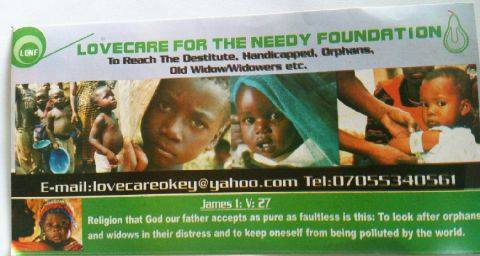 LCNF
LOVECARE FOR THE NEEDY FOUNDATION
To Reach The Destitute, Handicapped, Orphans,
Old Widow/Widowers etc.
E-mail:lovecareokey@yahoo.com Tel:07055340561
James 1: V: 27
Religion that God our father accepts as pure as faultless is this: To look after orphans
and widows in their distress and to keep oneself from being polluted by the world.